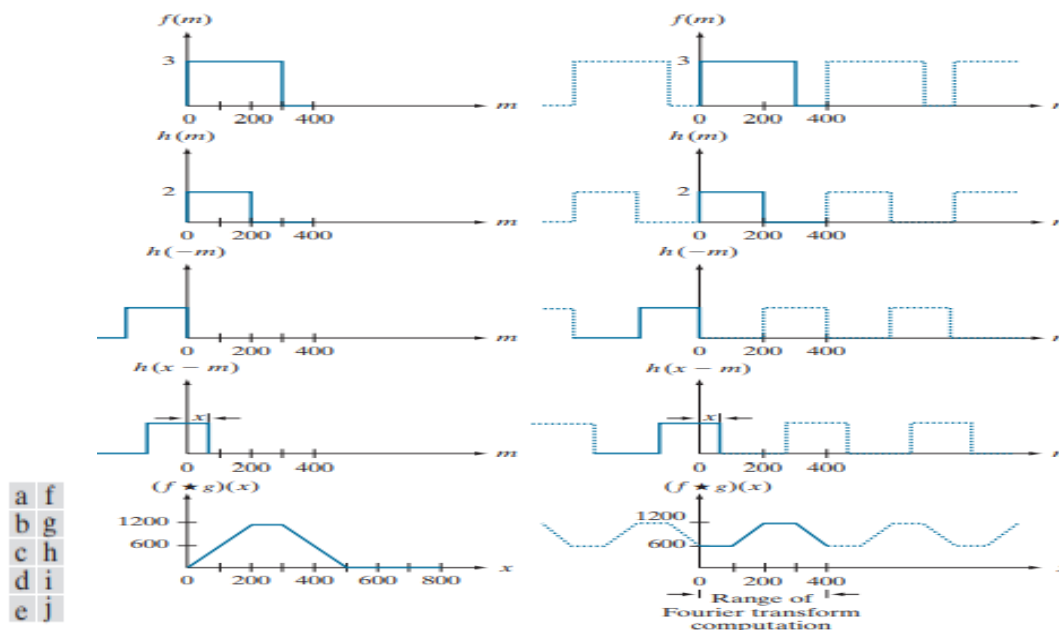 f(m) f(m)
3 3
0 200 400 m 0 200 400
h(m) h(m)
2 2
0 200 400 m 0 200 400
h(−m) h(−m)
0 200 400 m 0 200 400
h(x − m) h(x − m)
x x
0 200 400 m 0 200 400
(f ★ g)(x) (f ★ g)(x)
1200 1200
600 600
0 200 400 600 800 x 0 200 400
Range of
Fourier transform
computation
a f
b g
c h
d i
e j